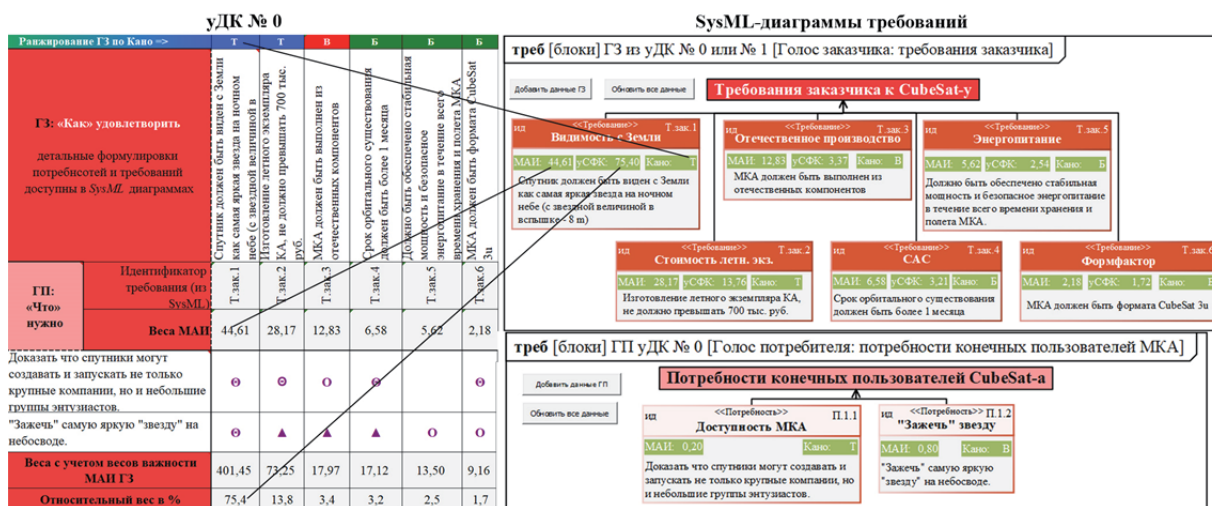 уДК № 0
Ранжирование ГЗ по Кано =>
Т
Т
В
Б
Б
Б
ГЗ: «Как» удовлетворить
детальные формулировки
потребностей и требований
доступны в SysML диаграммах
Спутник должен быть виден с Земли
как самая яркая звезда на ночном
небе (с звездной величиной в
Изготовление летного экземпляра
КА, не должно превышать 700 тыс.
руб.
МКА должен быть выполнен из
отечественных компонентов
Срок орбитального существования
должен быть более 1 месяца
Должно быть обеспечено стабильная
мощность и безопасное
энергопитание в течение всего
времени хранения и полета МКА
МКА должен быть формата CubeSat
3u
ГП:
«Что»
нужно
Идентификатор
требования (из
SysML)
Т.зак.1
Т.зак.2
Т.зак.3
Т.зак.4
Т.зак.5
Т.зак.6
Веса МАИ
44,61
28,17
12,83
6,58
5,62
2,18
Доказать что спутники могут
создавать и запускать не только
крупные компании, но и небольшие
группы энтузиастов.
"Зажечь" самую яркую "звезду" на
небосводе.
Веса с учетом весов важности
МАИ ГЗ
401,45
73,25
17,97
17,12
13,50
9,16
Относительный вес в %
75,4
13,8
3,4
3,2
2,5
1,7
SysML-диаграммы требований
треб [блоки] ГЗ из уДК № 0 или № 1 [Голос заказчика: требования заказчика]
Добавить данные ГЗ
Обновить все данные
Требования заказчика к CubeSat-у
ид <<Требование>> Т.зак.1
Видимость с Земли
МАИ: 44,61 уСФК: 75,40 Кано: Т
Спутник должен быть виден с Земли
как самая яркая звезда на ночном
небе (с звездной величиной в
вспышке - 8 m)
ид <<Требование>> Т.зак.3
Отечественное производство
МАИ: 12,83 уСФК: 3,37 Кано: В
МКА должен быть выполнен из
отечественных компонентов
ид <<Требование>> Т.зак.5
Энергопитание
МАИ: 5,62 уСФК: 2,54 Кано: Б
Должно быть обеспечено стабильная
мощность и безопасное энергопитание
в течение всего времени хранения и
полета МКА.
ид <<Требование>> Т.зак.2
Стоимость летн. экз.
МАИ: 28,17 уСФК: 13,76 Кано: Т
Изготовление летного экземпляра КА,
не должно превышать 700 тыс. руб.
ид <<Требование>> Т.зак.4
САС
МАИ: 6,58 уСФК: 3,21 Кано: Б
Срок орбитального существования
должен быть более 1 месяца
ид <<Требование>> Т.зак.6
Формфактор
МАИ: 2,18 уСФК: 1,72 Кано: Б
МКА должен быть формата CubeSat 3u
треб [блоки] ГП уДК № 0 [Голос потребителя: потребности конечных пользователей МКА]
Добавить данные ГП
Обновить все данные
Потребности конечных пользователей CubeSat-а
ид <<Потребность>> П.1.1
Доступность МКА
МАИ: 0,20 Кано: Т
Доказать что спутники могут создавать и
запускать не только крупные компании, но
и небольшие группы энтузиастов.
ид <<Потребность>> П.1.2
"Зажечь" звезду
МАИ: 0,80 Кано: В
"Зажечь" самую яркую
"звезду" на небосводе.